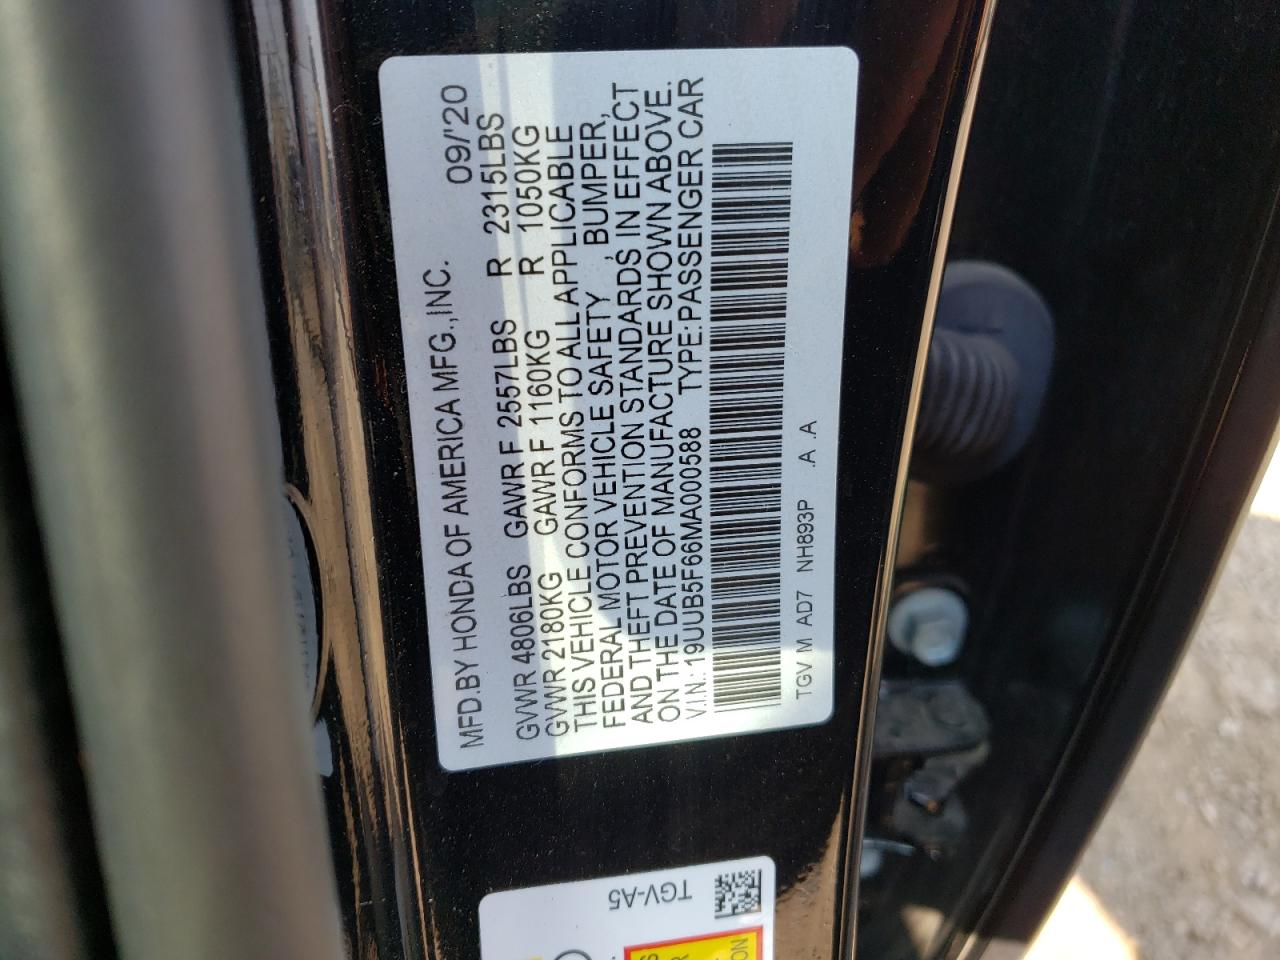 MFD.BY HONDA OF AMERICA MFG.,INC. 09/'20
GVWR 4806LBS GAWR F 2557LBS R 2315LBS
GVWR 2180KG GAWR F 1160KG R 1050KG
THIS VEHICLE CONFORMS TO ALL APPLICABLE
FEDERAL MOTOR VEHICLE SAFETY , BUMPER,
AND THEFT PREVENTION STANDARDS IN EFFECT
ON THE DATE OF MANUFACTURE SHOWN ABOVE.
V.I.N.: 19UUB5F66MA000588 TYPE: PASSENGER CAR
TGV M AD7 NH893P .A .A
TGV-A5